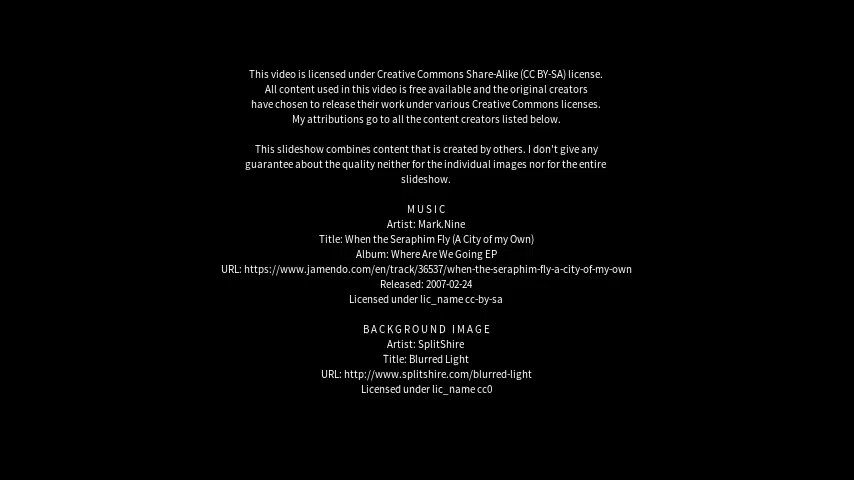 This video is licensed under Creative Commons Share-Alike (CC BY-SA) license.
All content used in this video is free available and the original creators
have chosen to release their work under various Creative Commons licenses.
My attributions go to all the content creators listed below.
This slideshow combines content that is created by others. I don't give any
guarantee about the quality neither for the individual images nor for the entire
slideshow.
MUSIC
Artist: Mark.Nine
Title: When the Seraphim Fly (A City of my Own)
Album: Where Are We Going EP
URL: https://www.jamendo.com/en/track/36537/when-the-seraphim-fly-a-city-of-my-own
Released: 2007-02-24
Licensed under lic_name cc-by-sa
BACKGROUND IMAGE
Artist: SplitShire
Title: Blurred Light
URL: http://www.splitshire.com/blurred-light
Licensed under lic_name cc0